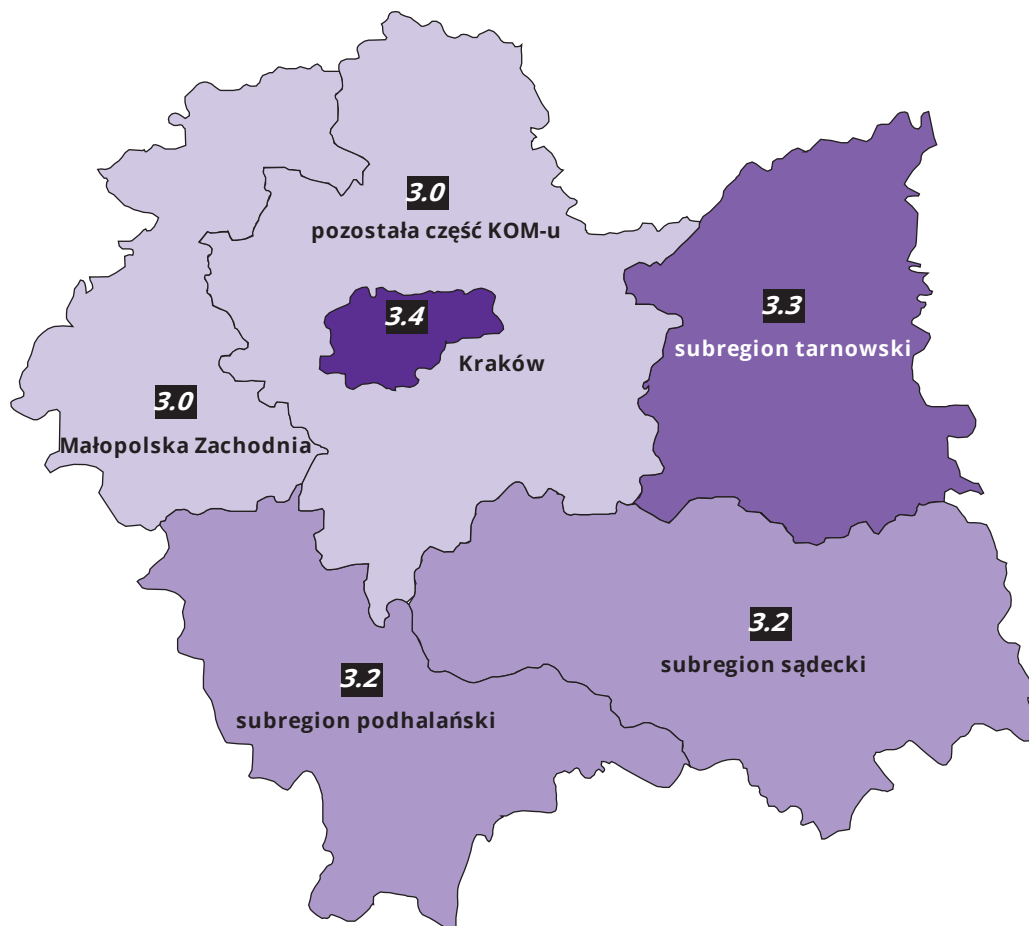 3.0
pozostała część KOM-u
3.4
Kraków
3.3
subregion tarnowski
3.0
Małopolska Zachodnia
3.2
subregion sądecki
3.2
subregion podhalański